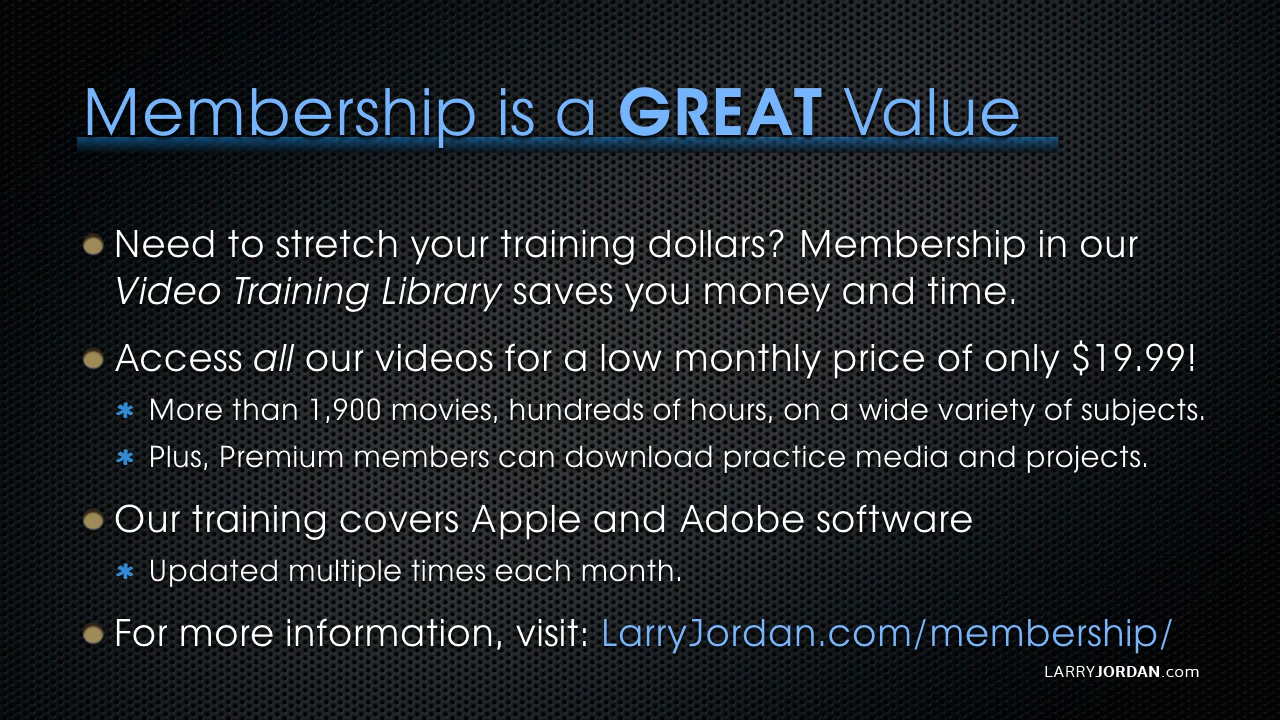 Membership is a GREAT Value
Need to stretch your training dollars? Membership in our
Video Training Library saves you money and time.
Access all our videos for a low monthly price of only $19.99!
More than 1,900 movies, hundreds of hours, on a wide variety of subjects.
Plus, Premium members can download practice media and projects.
Our training covers Apple and Adobe software
Updated multiple times each month.
For more information, visit: LarryJordan.com/membership/
LARRYJORDAN.com